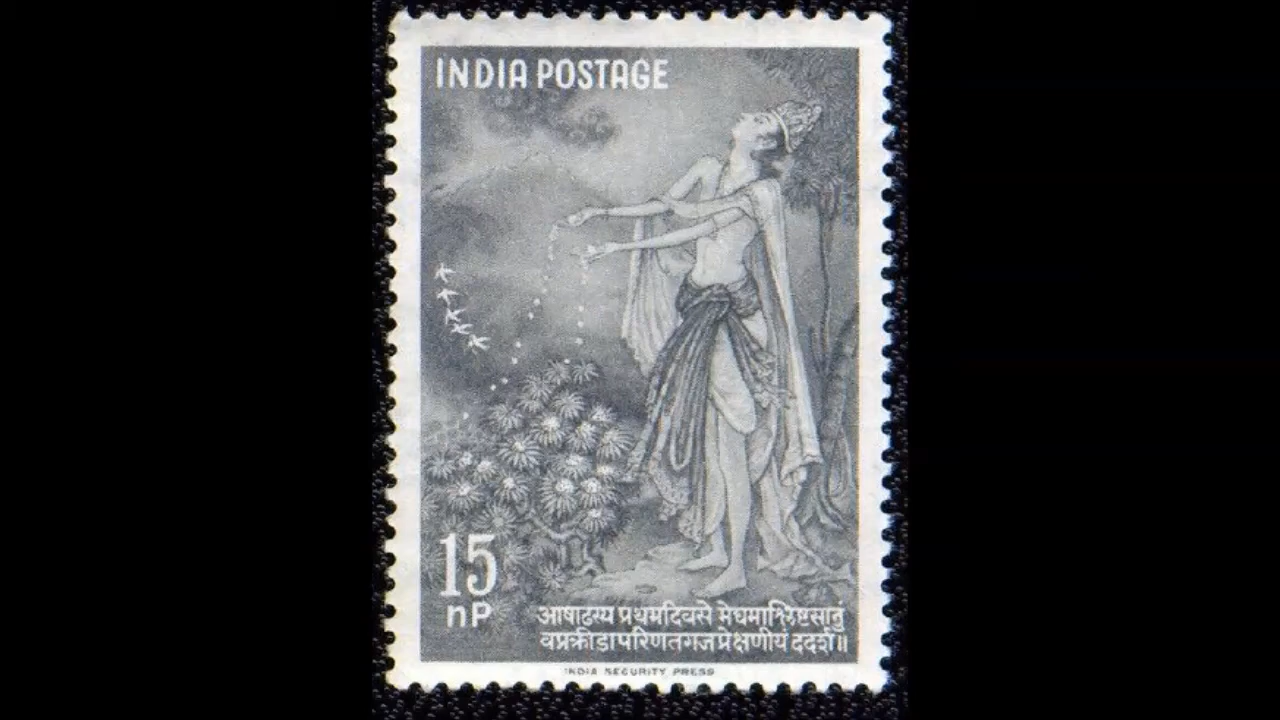 INDIA POSTAGE
15
nP
आषाढस्य प्रथमदिवसे मेघमाश्लिष्टसानुं
वप्रक्रीडापरिणतगजप्रेक्षणीयं ददर्श॥
INDIA SECURITY PRESS